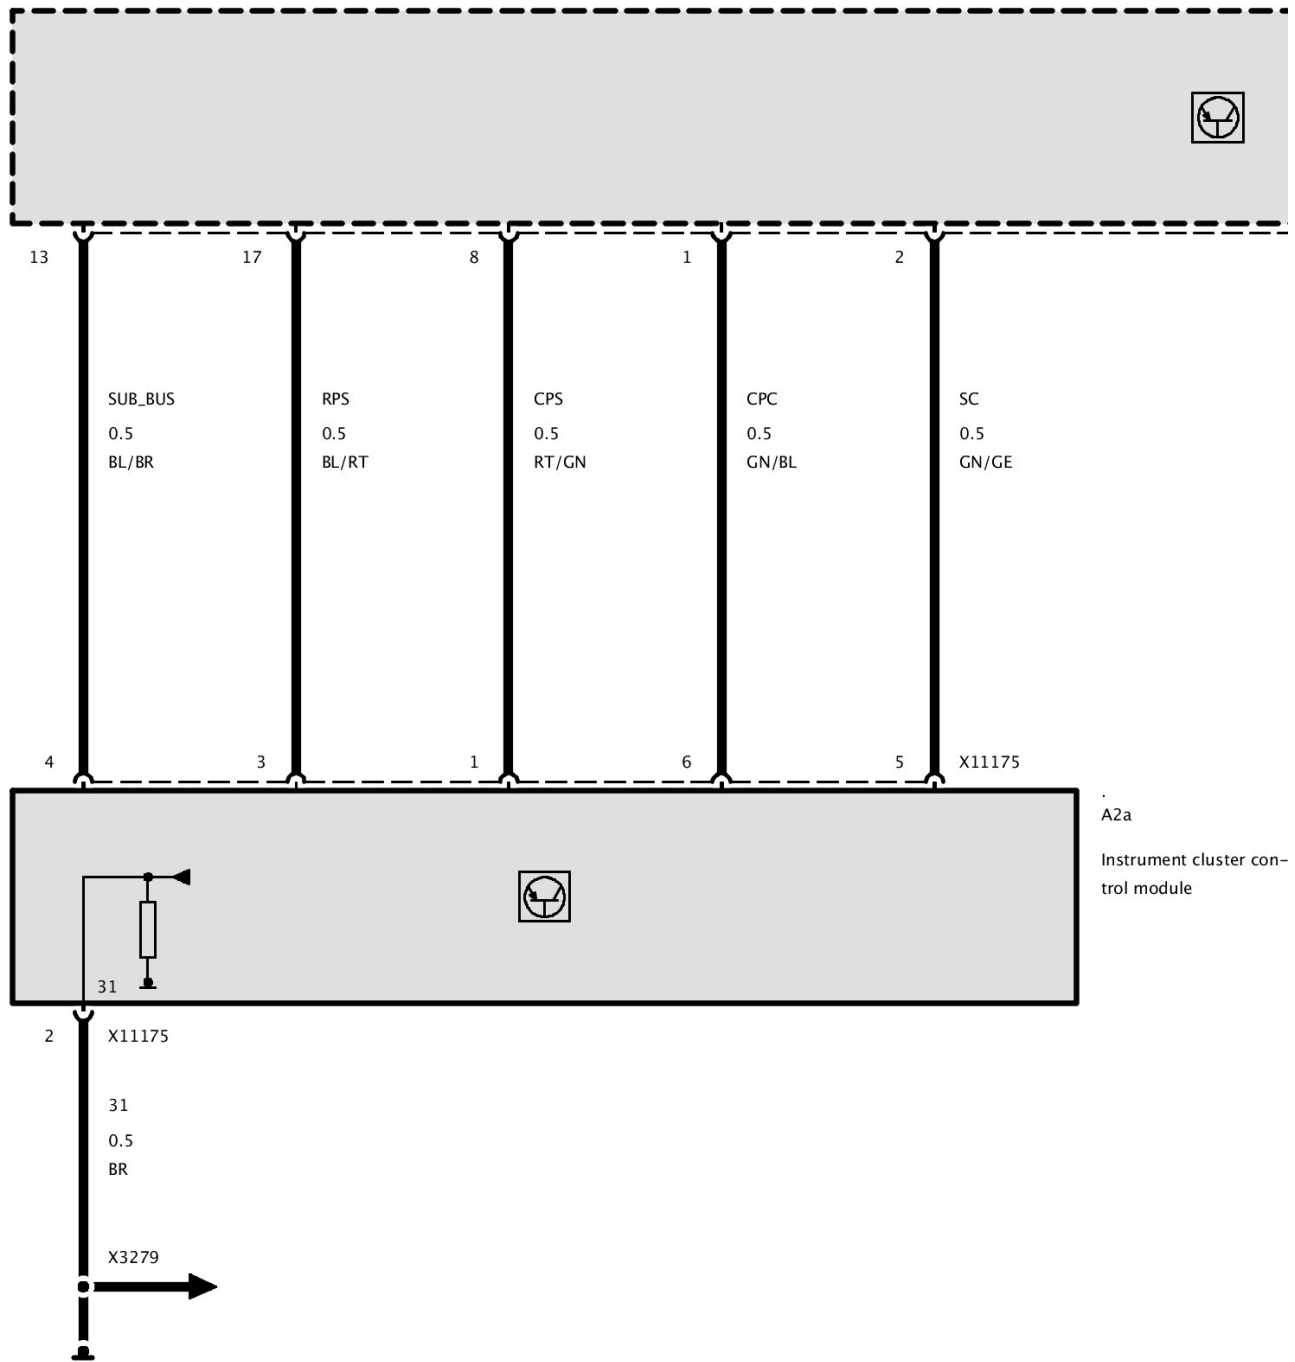 13 17 8 1 2
SUB_BUS RPS CPS CPC SC
0.5 0.5 0.5 0.5 0.5
BL/BR BL/RT RT/GN GN/BL GN/GE
4 3 1 6 5 X11175
.
A2a
Instrument cluster con-
trol module
31
2 X11175
31
0.5
BR
X3279